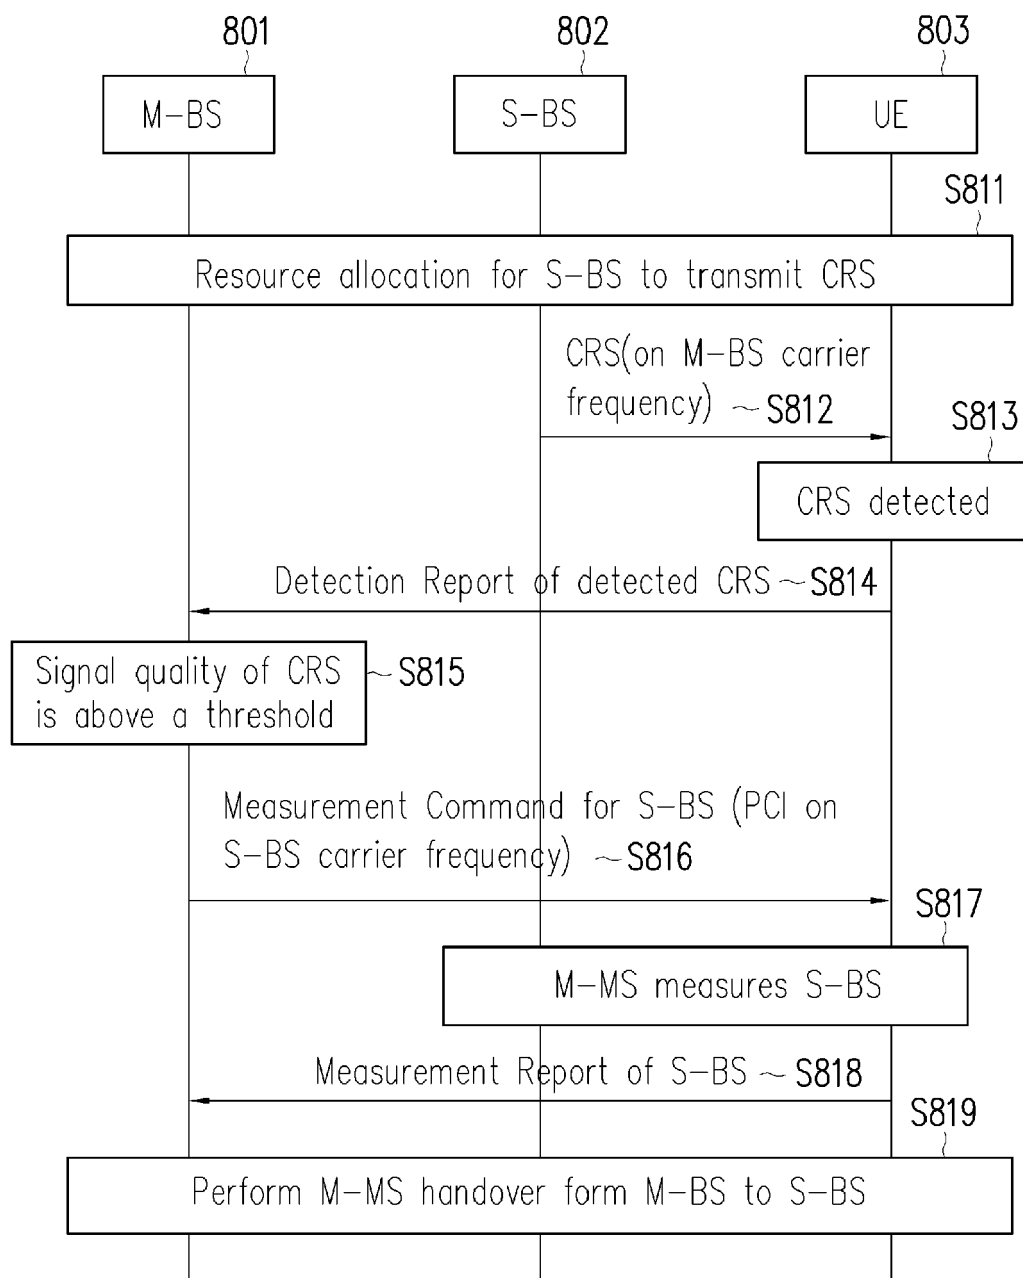 801
802
803
M-BS
S-BS
UE
S811
Resource allocation for S-BS to transmit CRS
CRS(on M-BS carrier
frequency) ~S812
S813
CRS detected
Detection Report of detected CRS ~S814
Signal quality of CRS
is above a threshold
S815
Measurement Command for S-BS (PCI on
S-BS carrier frequency) ~S816
S817
M-MS measures S-BS
Measurement Report of S-BS ~S818
S819
Perform M-MS handover form M-BS to S-BS